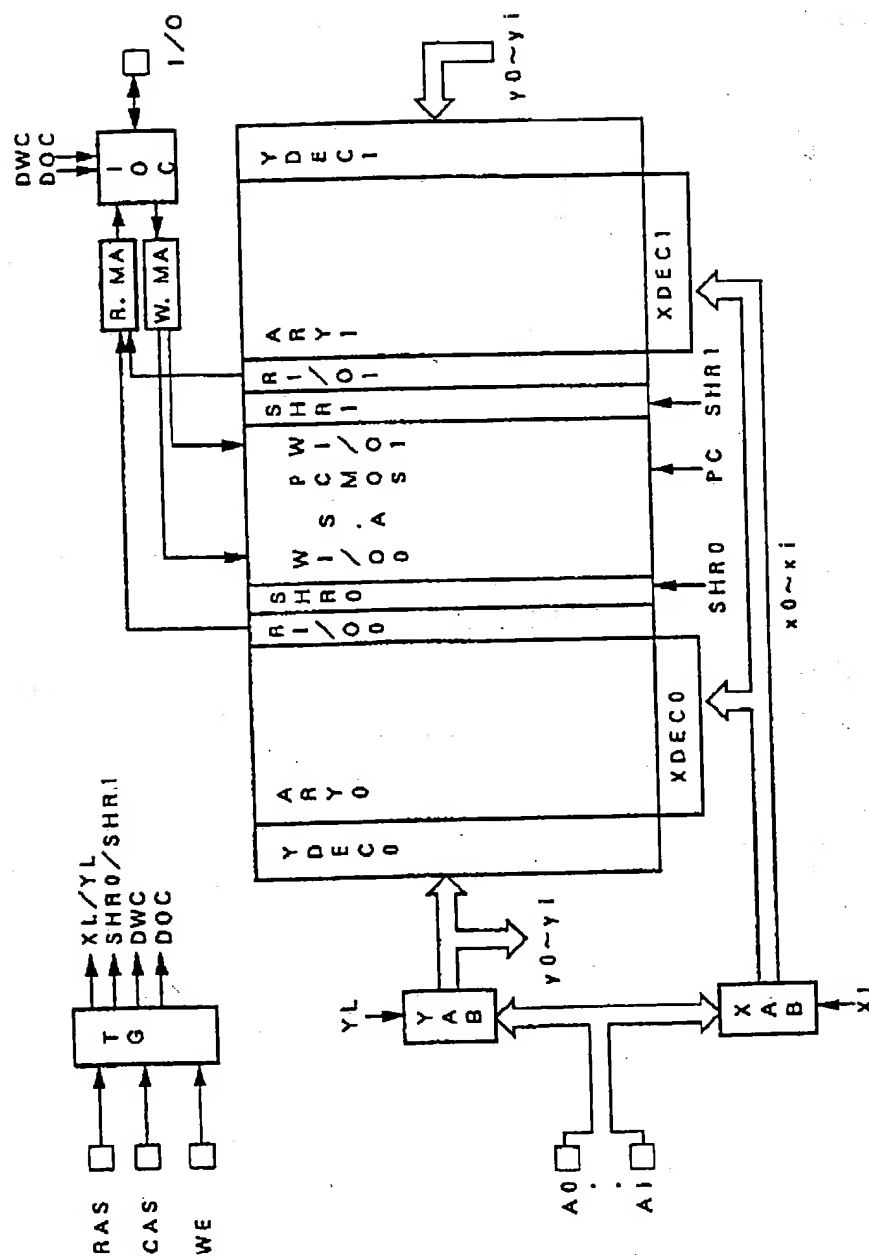 RAS
CAS
WE
TG
XL/YL
SHR0/SHR1
DWC
DOC
DWC
DOC
IOC
I/O
R.MA
W.MA
YDEC0
ARY0
RI/O0
SHR0
WI/O0
S.A
PCMOS
PWI/O1
SHR1
RI/O1
ARY1
YDEC1
XDEC0
XDEC1
y0~yi
y0~yi
SHR0
PC
SHR1
x0~xi
YL
YAB
XAB
A0
.
.
Ai